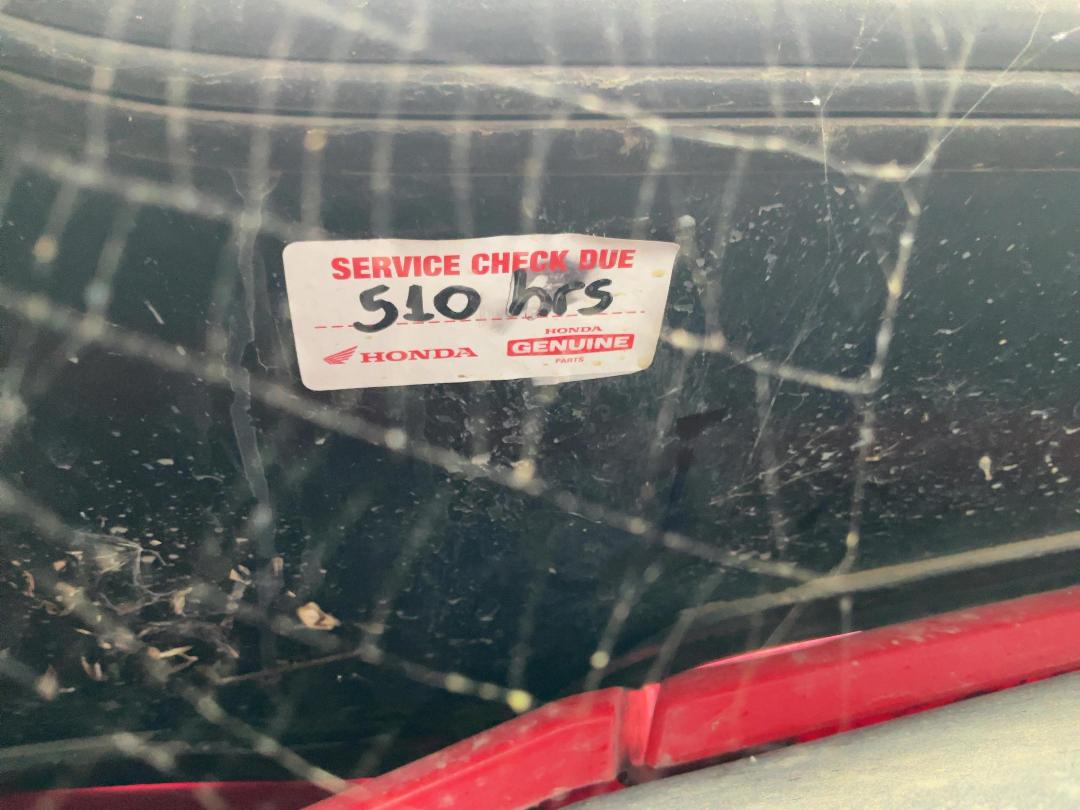 SERVICE CHECK DUE
510 hrs
HONDA
HONDA
GENUINE
PARTS